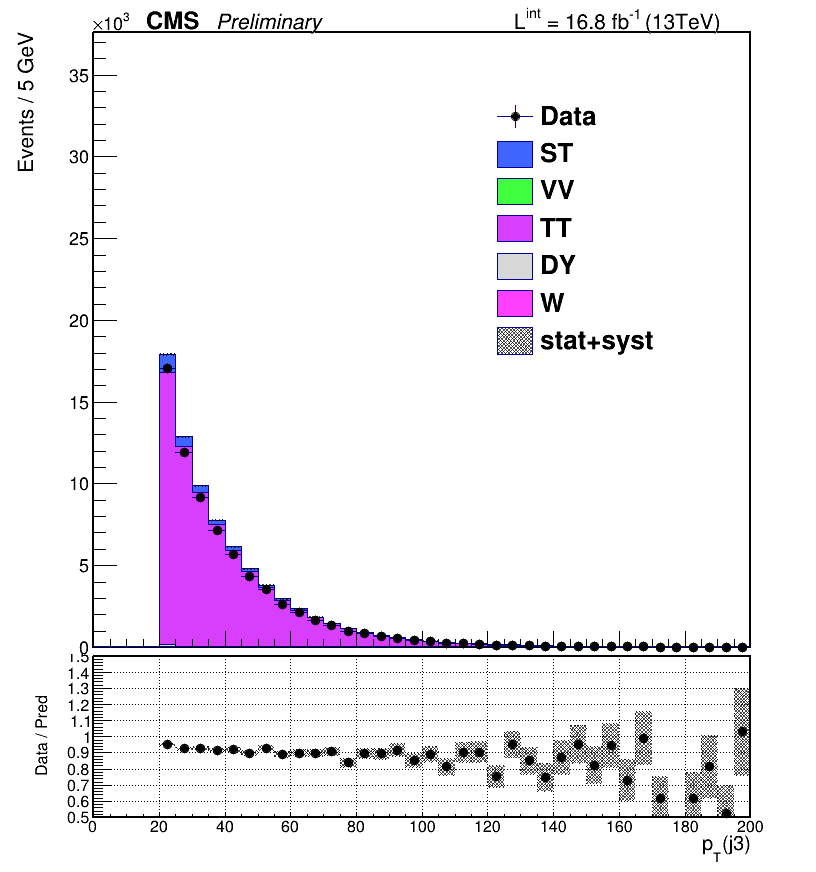 ×10³ CMS Preliminary L^int = 16.8 fb⁻¹ (13TeV)
Events / 5 GeV
35
30
25
20
15
10
5
0
Data
ST
VV
TT
DY
W
stat+syst
Data / Pred
1.5
1.4
1.3
1.2
1.1
1
0.9
0.8
0.7
0.6
0.5
0 20 40 60 80 100 120 140 160 180 200
p_T(j3)